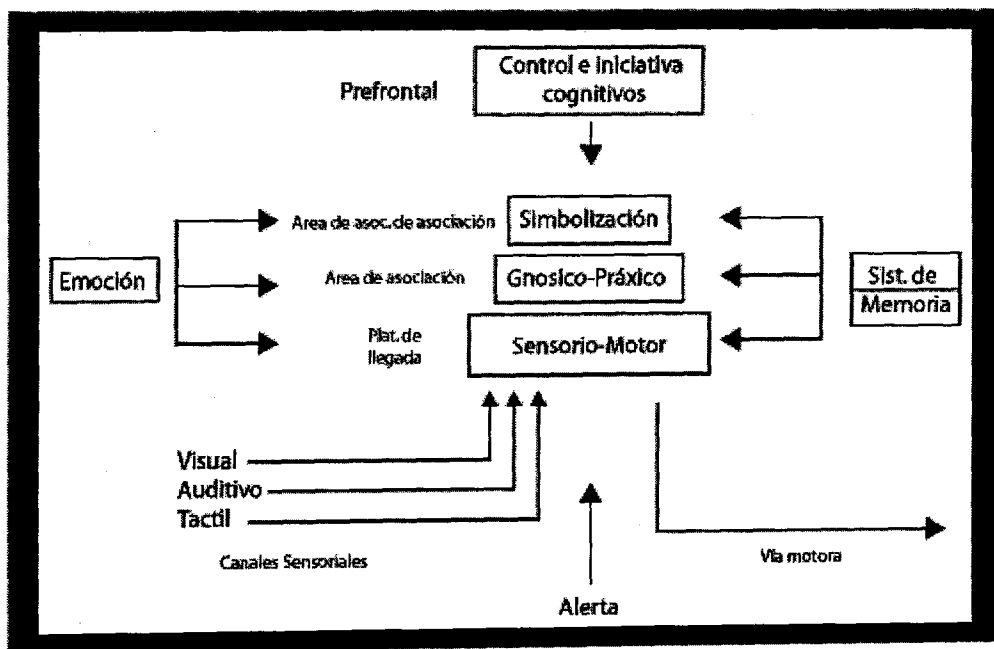 Prefrontal
Control e iniciativa
cognitivos
Area de asoc. de asociación
Simbolización
Emoción
Area de asociación
Gnosico-Práxico
Sist. de
Memoria
Plat. de
llegada
Sensorio-Motor
Visual
Auditivo
Tactil
Canales Sensoriales
Vía motora
Alerta